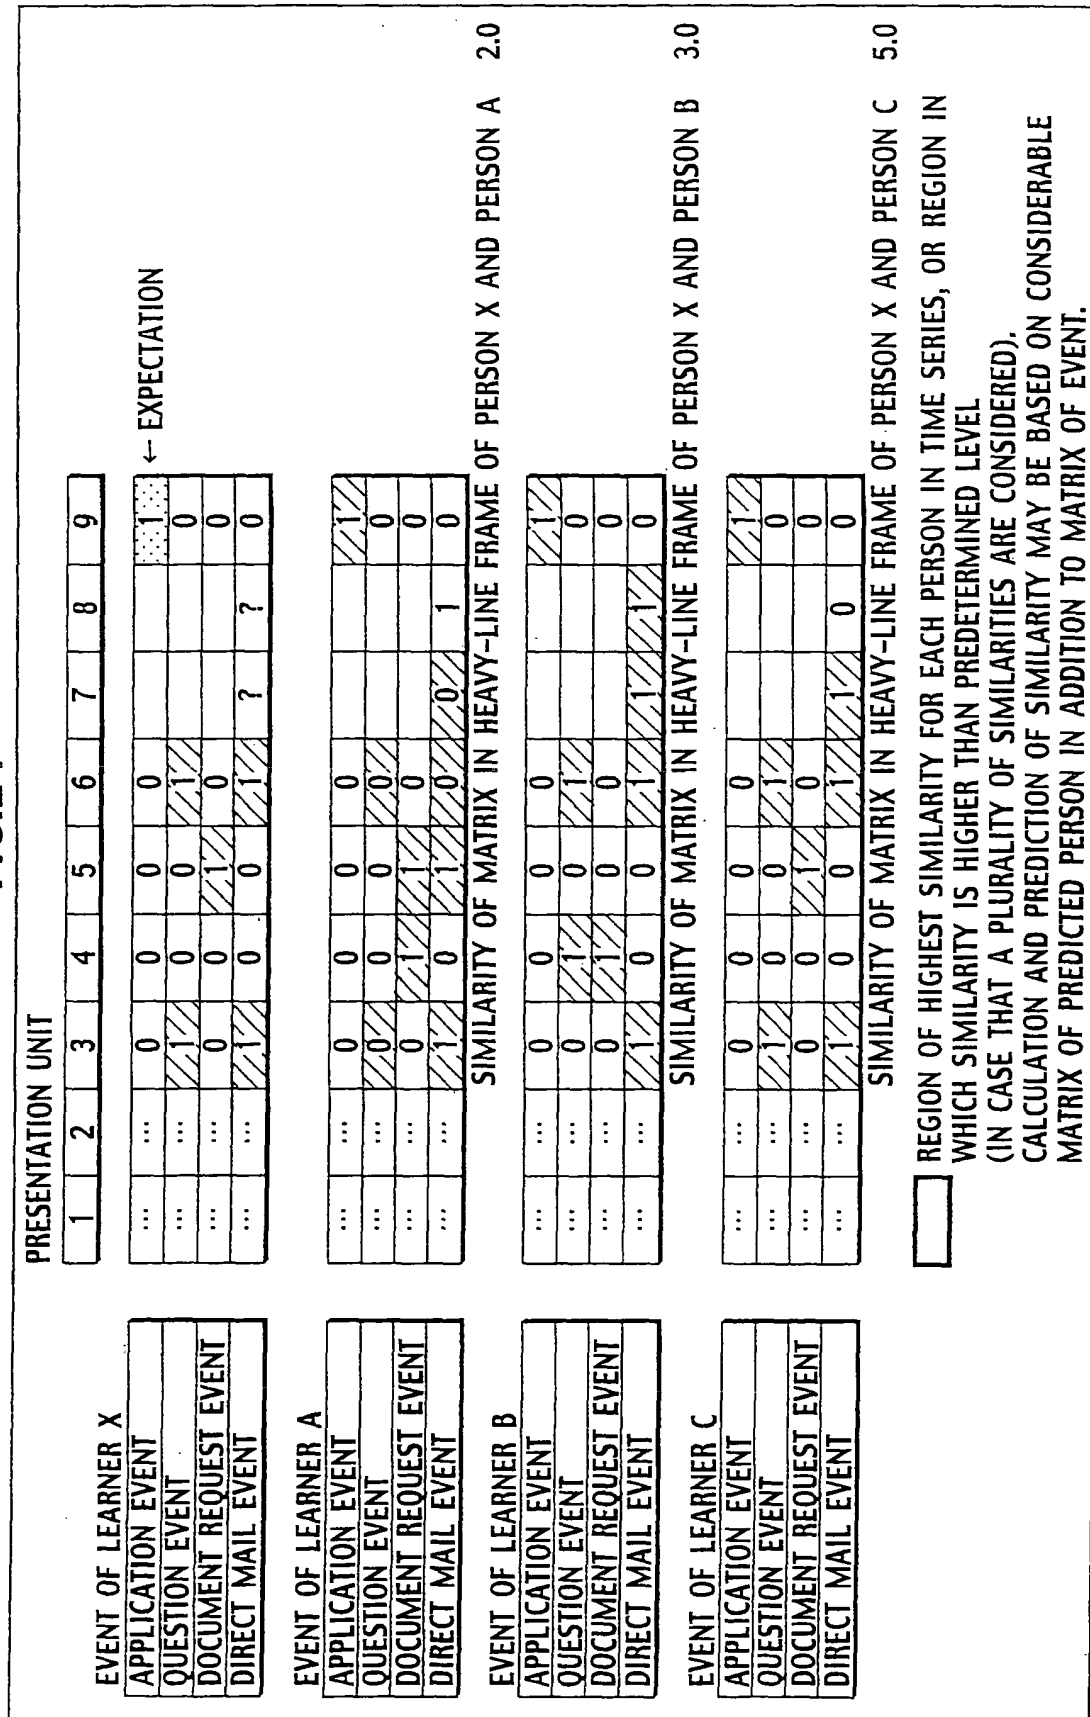 PRESENTATION UNIT
1 2 3 4 5 6 7 8 9
EVENT OF LEARNER X
APPLICATION EVENT ... ... 0 0 0 0 1 ← EXPECTATION
QUESTION EVENT ... ... 1 0 0 1 0
DOCUMENT REQUEST EVENT ... ... 0 0 1 0 0
DIRECT MAIL EVENT ... ... 1 0 0 1 ? ? 0
EVENT OF LEARNER A
APPLICATION EVENT ... ... 0 0 0 0 1
QUESTION EVENT ... ... 0 0 0 0 0
DOCUMENT REQUEST EVENT ... ... 0 1 1 0 0
DIRECT MAIL EVENT ... ... 1 0 1 0 0 1 0
SIMILARITY OF MATRIX IN HEAVY-LINE FRAME OF PERSON X AND PERSON A 2.0
EVENT OF LEARNER B
APPLICATION EVENT ... ... 0 0 0 0 1
QUESTION EVENT ... ... 0 1 0 1 0
DOCUMENT REQUEST EVENT ... ... 0 1 0 0 0
DIRECT MAIL EVENT ... ... 1 0 0 1 1 1 0
SIMILARITY OF MATRIX IN HEAVY-LINE FRAME OF PERSON X AND PERSON B 3.0
EVENT OF LEARNER C
APPLICATION EVENT ... ... 0 0 0 0 1
QUESTION EVENT ... ... 1 0 0 1 0
DOCUMENT REQUEST EVENT ... ... 0 0 1 0 0
DIRECT MAIL EVENT ... ... 1 0 0 1 1 0 0
SIMILARITY OF MATRIX IN HEAVY-LINE FRAME OF PERSON X AND PERSON C 5.0
REGION OF HIGHEST SIMILARITY FOR EACH PERSON IN TIME SERIES, OR REGION IN
WHICH SIMILARITY IS HIGHER THAN PREDETERMINED LEVEL
(IN CASE THAT A PLURALITY OF SIMILARITIES ARE CONSIDERED),
CALCULATION AND PREDICTION OF SIMILARITY MAY BE BASED ON CONSIDERABLE
MATRIX OF PREDICTED PERSON IN ADDITION TO MATRIX OF EVENT.